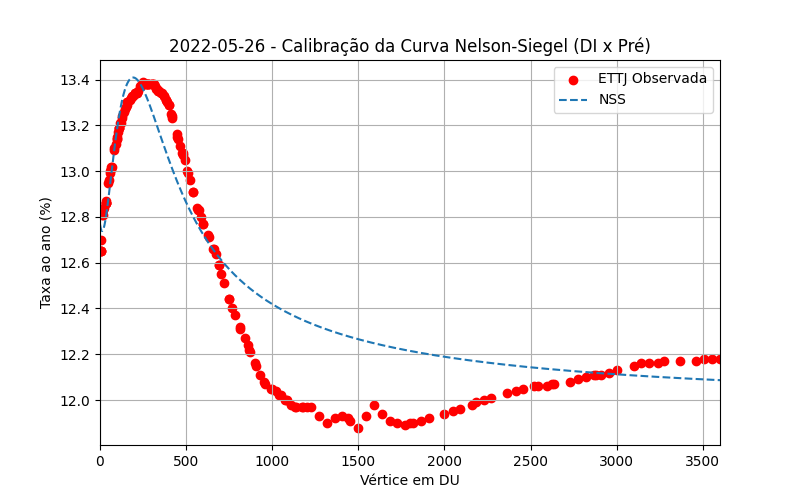 2022-05-26 - Calibração da Curva Nelson-Siegel (DI x Pré)
ETTJ Observada
NSS
Taxa ao ano (%)
13.4
13.2
13.0
12.8
12.6
12.4
12.2
12.0
0 500 1000 1500 2000 2500 3000 3500
Vértice em DU